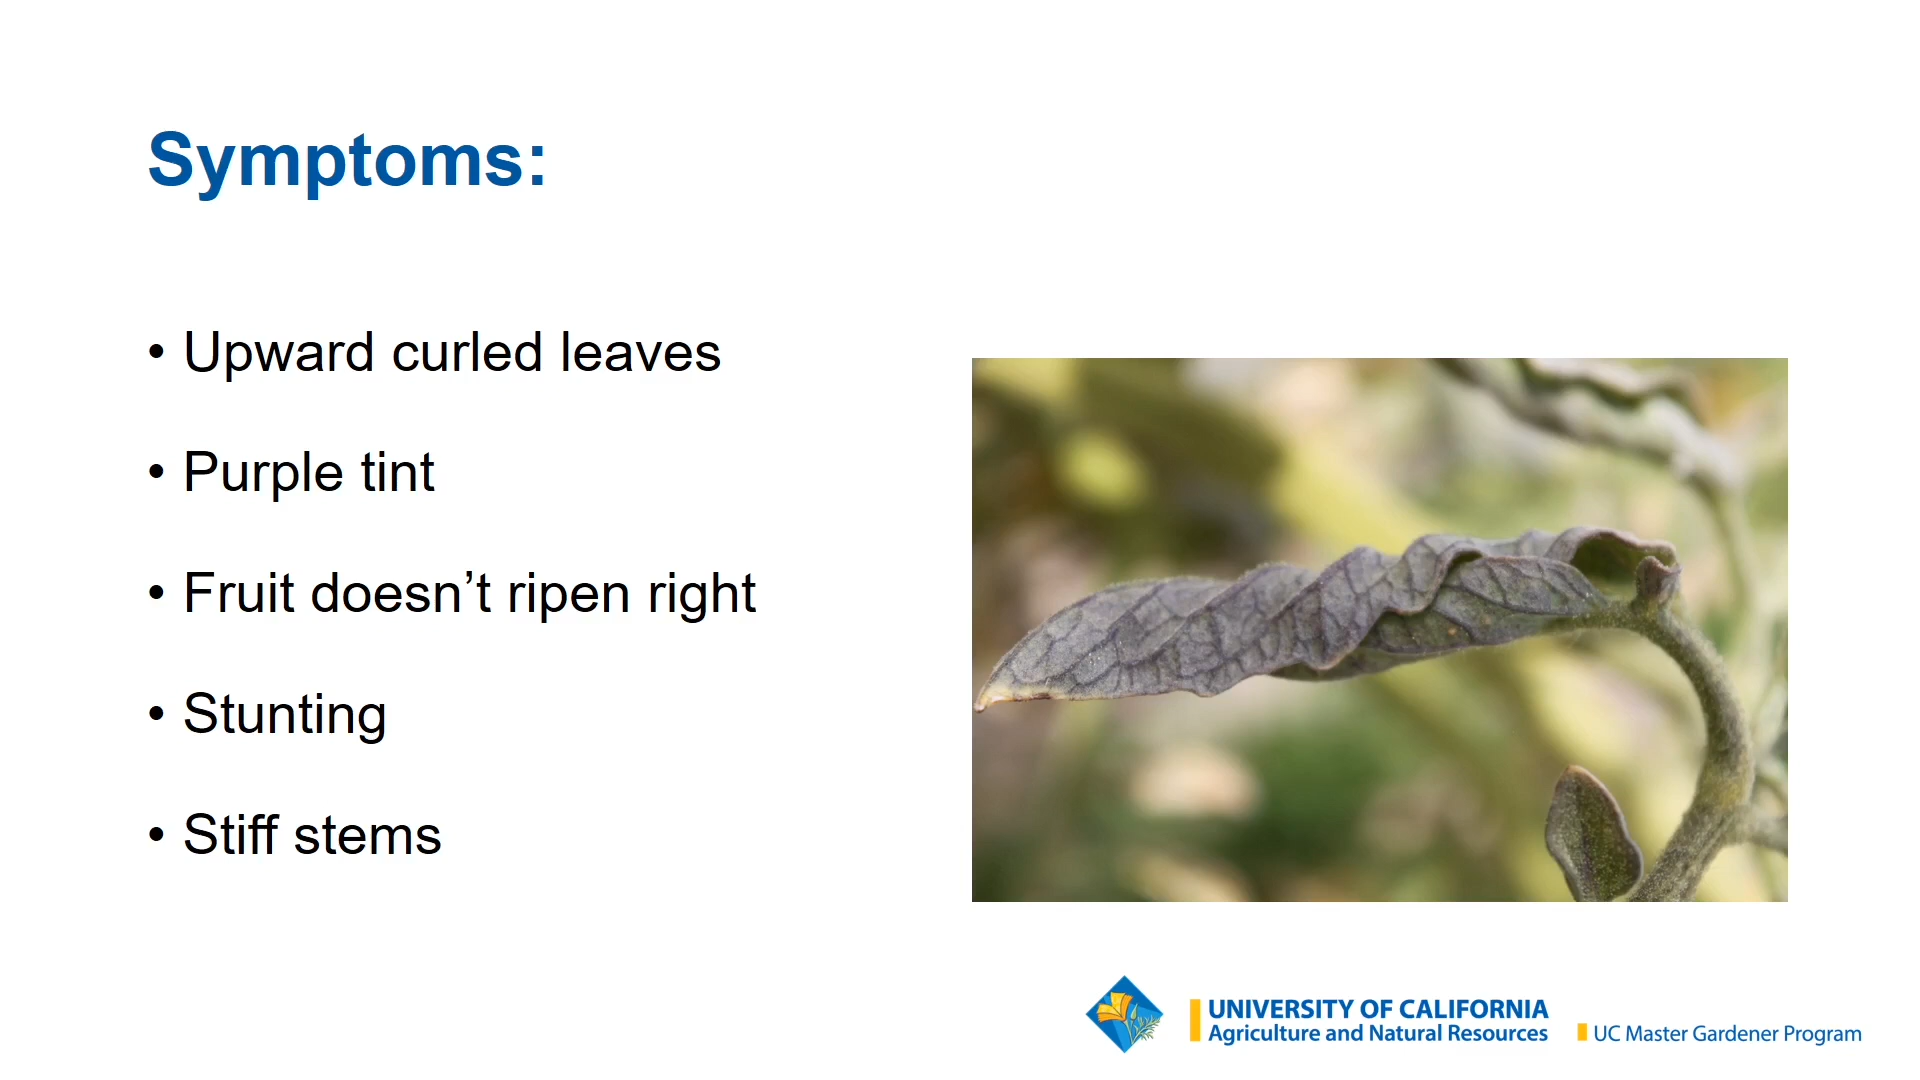 Symptoms:
• Upward curled leaves
• Purple tint
• Fruit doesn’t ripen right
• Stunting
• Stiff stems
UNIVERSITY OF CALIFORNIA
Agriculture and Natural Resources
UC Master Gardener Program